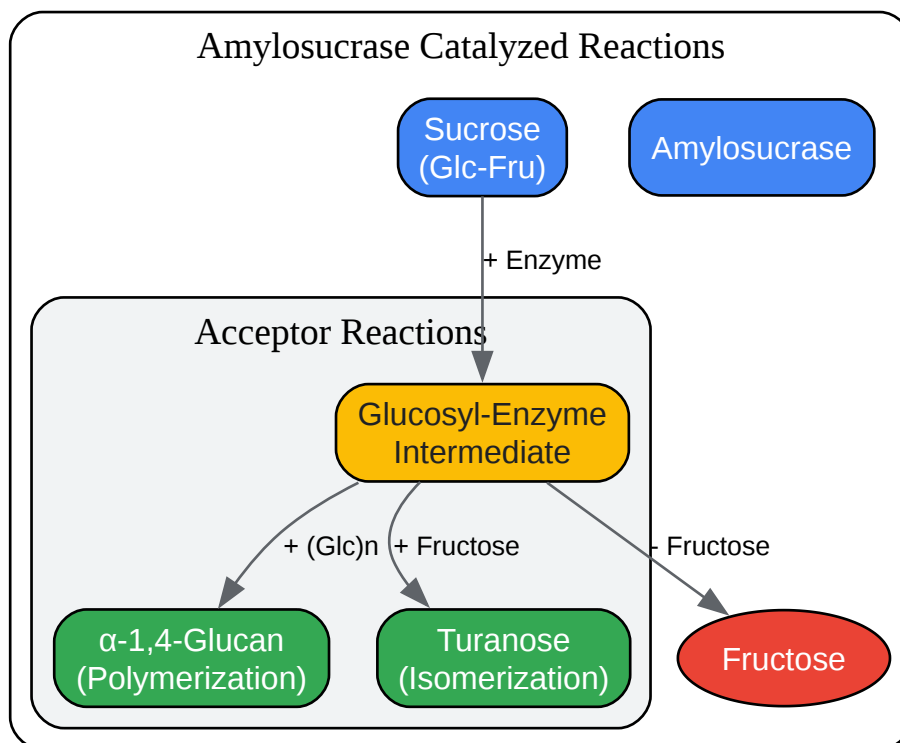 Amylosucrase Catalyzed Reactions
Sucrose
(Glc-Fru)
Amylosucrase
+ Enzyme
Acceptor Reactions
Glucosyl-Enzyme
Intermediate
+ (Glc)n
+ Fructose
- Fructose
α-1,4-Glucan
(Polymerization)
Turanose
(Isomerization)
Fructose